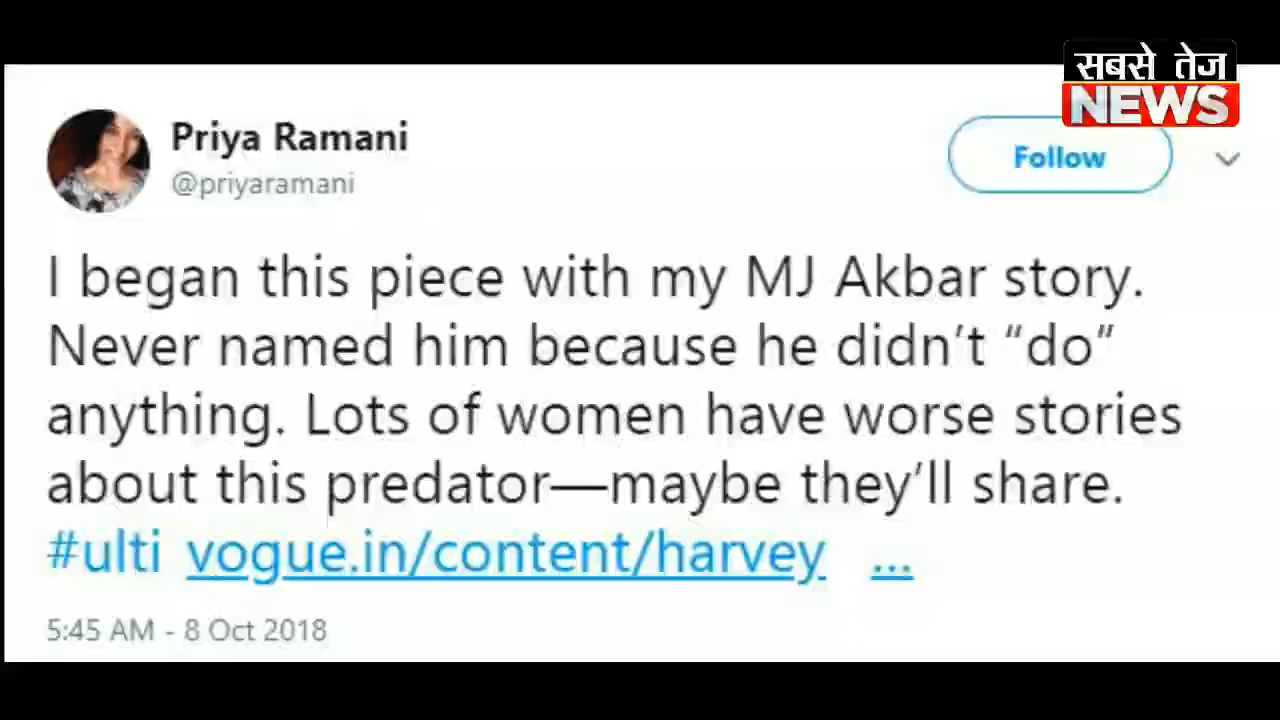 सबसे तेज
NEWS
Priya Ramani
@priyaramani
Follow
I began this piece with my MJ Akbar story.
Never named him because he didn’t “do”
anything. Lots of women have worse stories
about this predator—maybe they’ll share.
#ulti vogue.in/content/harvey ...
5:45 AM - 8 Oct 2018